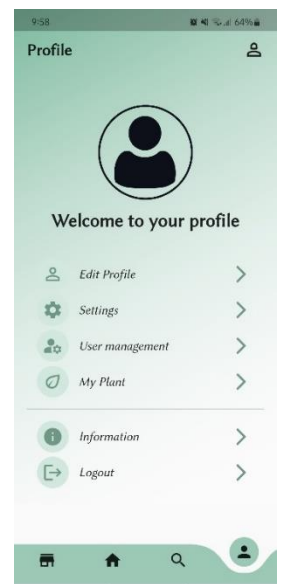 9:58
64%
Profile
Welcome to your profile
Edit Profile
Settings
User management
My Plant
Information
Logout